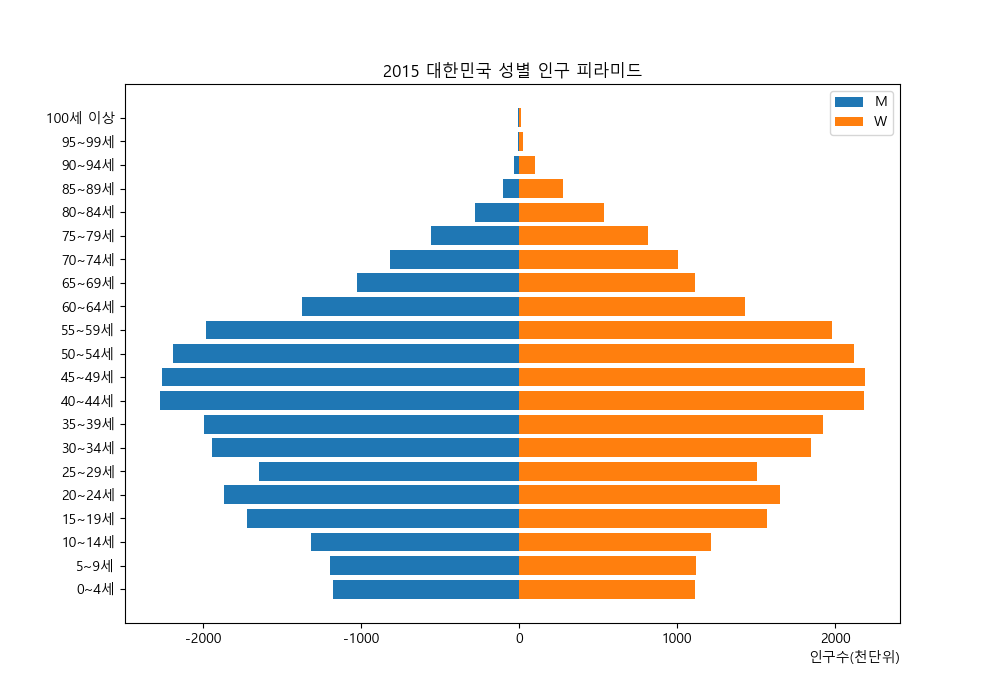 2015 대한민국 성별 인구 피라미드
M
W
100세 이상
95~99세
90~94세
85~89세
80~84세
75~79세
70~74세
65~69세
60~64세
55~59세
50~54세
45~49세
40~44세
35~39세
30~34세
25~29세
20~24세
15~19세
10~14세
5~9세
0~4세
-2000 -1000 0 1000 2000
인구수(천단위)